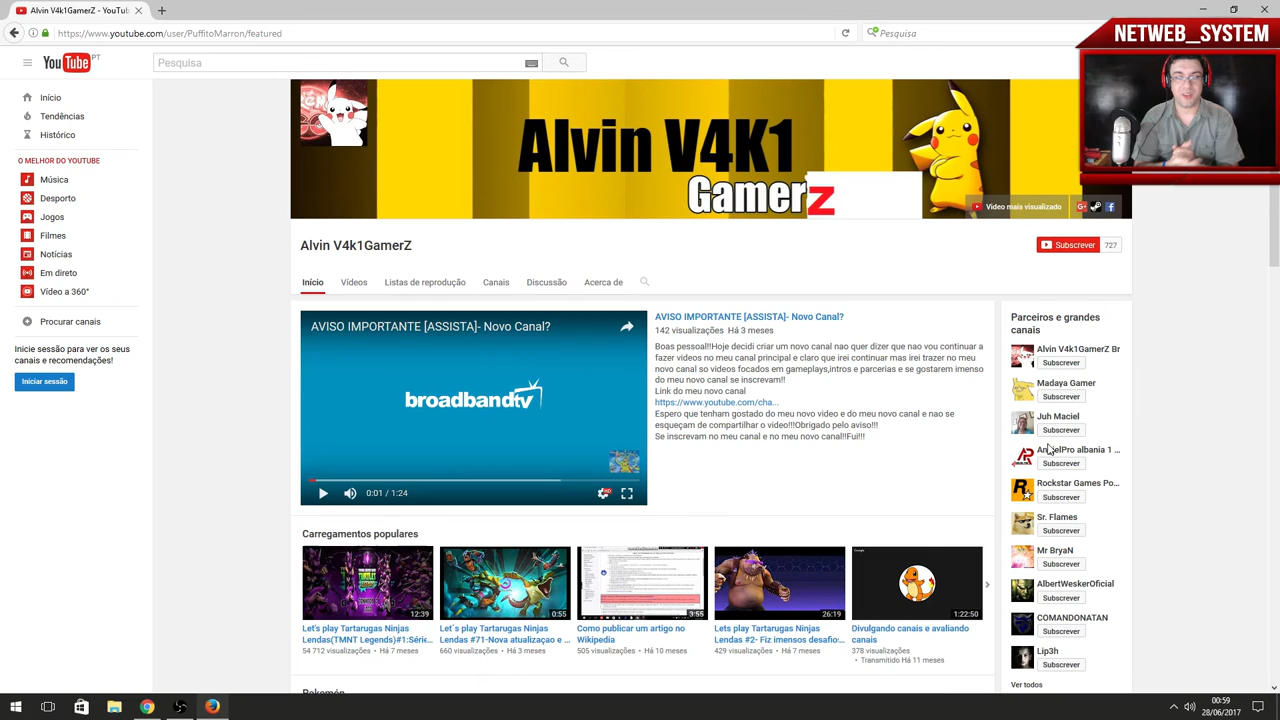 Alvin V4k1GamerZ - YouTub
https://www.youtube.com/user/PuffitoMarron/featured
Pesquisa
NETWEB_SYSTEM
YouTube PT
Pesquisa
Início
Tendências
Histórico
O MELHOR DO YOUTUBE
Música
Desporto
Jogos
Filmes
Notícias
Em direto
Vídeo a 360°
Procurar canais
Inicie sessão para ver os seus
canais e recomendações!
Iniciar sessão
Alvin V4K1
Gamerz
Video mais visualizado
Alvin V4k1GamerZ
Subscrever 727
Início Vídeos Listas de reprodução Canais Discussão Acerca de
AVISO IMPORTANTE [ASSISTA]- Novo Canal?
broadbandtv
0:01 / 1:24
AVISO IMPORTANTE [ASSISTA]- Novo Canal?
142 visualizações Há 3 meses
Boas pessoal!!Hoje decidi criar um novo canal nao quer dizer que nao vou continuar a
fazer videos no meu canal principal e claro que irei continuar mas irei trazer no meu
novo canal so videos focados em gameplays,intros e parcerias e se gostarem imenso
do meu novo canal se inscrevam!!
Link do meu novo canal
https://www.youtube.com/cha...
Espero que tenham gostado do meu novo video e do meu novo canal e nao se
esqueçam de compartilhar o video!!!Obrigado pelo aviso!!!
Se inscrevam no meu canal e no meu novo canal!!Fui!!!
Parceiros e grandes
canais
Alvin V4k1GamerZ Br
Subscrever
Madaya Gamer
Subscrever
Juh Maciel
Subscrever
albania 1 ...
Subscrever
Rockstar Games Po...
Subscrever
Sr. Flames
Subscrever
Mr BryaN
Subscrever
AlbertWeskerOficial
Subscrever
COMANDONATAN
Subscrever
Lip3h
Subscrever
Ver todos
Carregamentos populares
12:39
Let's play Tartarugas Ninjas
Lendas(TMNT Legends)#1:Série...
54 712 visualizações • Há 7 meses
0:55
Let´s play Tartarugas Ninjas
Lendas #71-Nova atualizaçao e ...
660 visualizações • Há 3 meses
3:55
Como publicar um artigo no
Wikipedia
505 visualizações • Há 10 meses
26:19
Lets play Tartarugas Ninjas
Lendas #2- Fiz imensos desafio...
429 visualizações • Há 7 meses
1:22:50
Divulgando canais e avaliando
canais
378 visualizações
• Transmitido Há 11 meses
Pokemón
00:59
28/06/2017